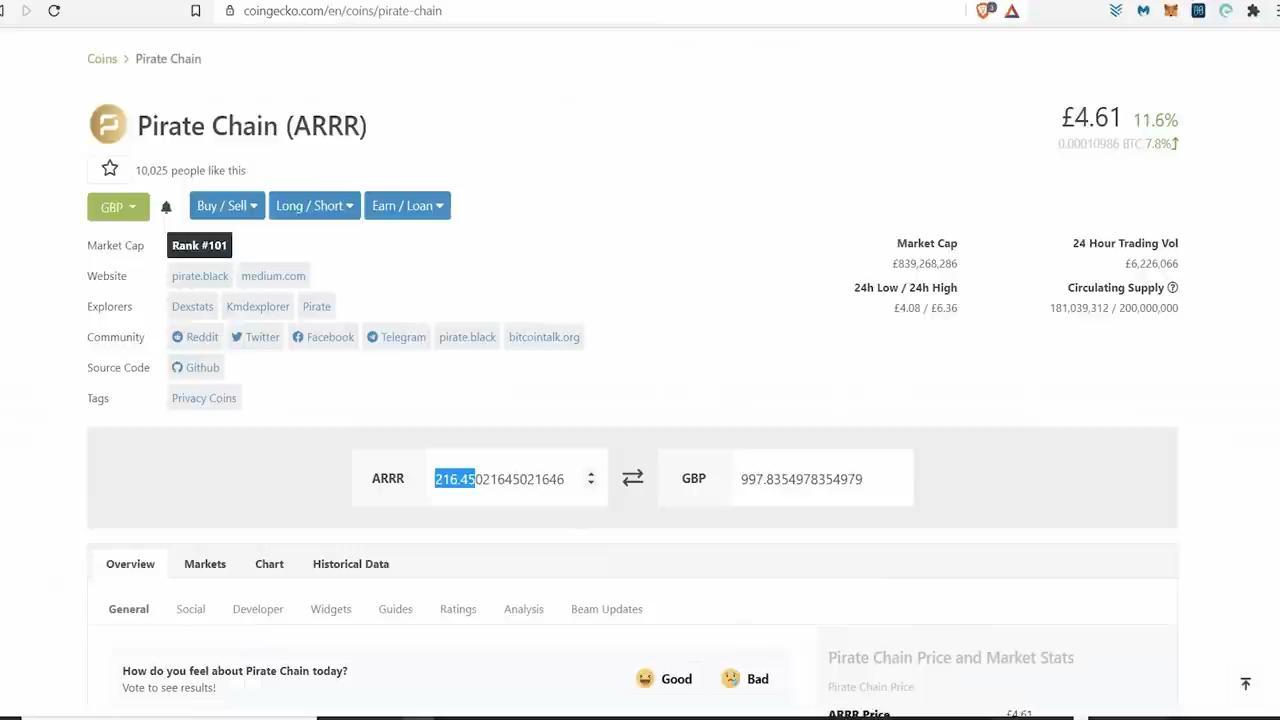 coingecko.com/en/coins/pirate-chain
Coins > Pirate Chain
Pirate Chain (ARRR)
£4.61 11.6%
0.00010986 BTC 7.8%
10,025 people like this
GBP Buy / Sell Long / Short Earn / Loan
Market Cap Rank #101
Website pirate.black medium.com
Explorers Dexstats Kmdexplorer Pirate
Community Reddit Twitter Facebook Telegram pirate.black bitcointalk.org
Source Code Github
Tags Privacy Coins
Market Cap 24 Hour Trading Vol
£839,268,286 £6,226,066
24h Low / 24h High Circulating Supply
£4.08 / £6.36 181,039,312 / 200,000,000
ARRR 216.45021645021646 GBP 997.8354978354979
Overview Markets Chart Historical Data
General Social Developer Widgets Guides Ratings Analysis Beam Updates
How do you feel about Pirate Chain today?
Vote to see results!
Good Bad
Pirate Chain Price and Market Stats
Pirate Chain Price
ARRR Price £4.61